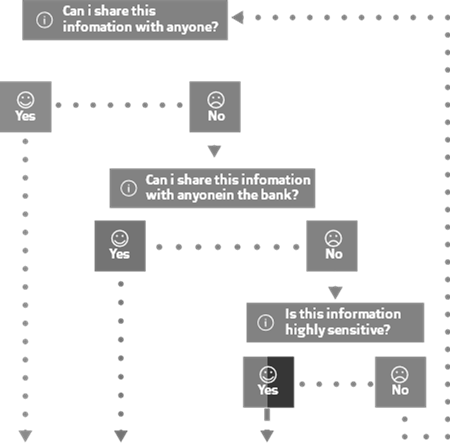 Can i share this
infomation with anyone?
Yes
No
Can i share this infomation
with anyonein the bank?
Yes
No
Is this information
highly sensitive?
Yes
No